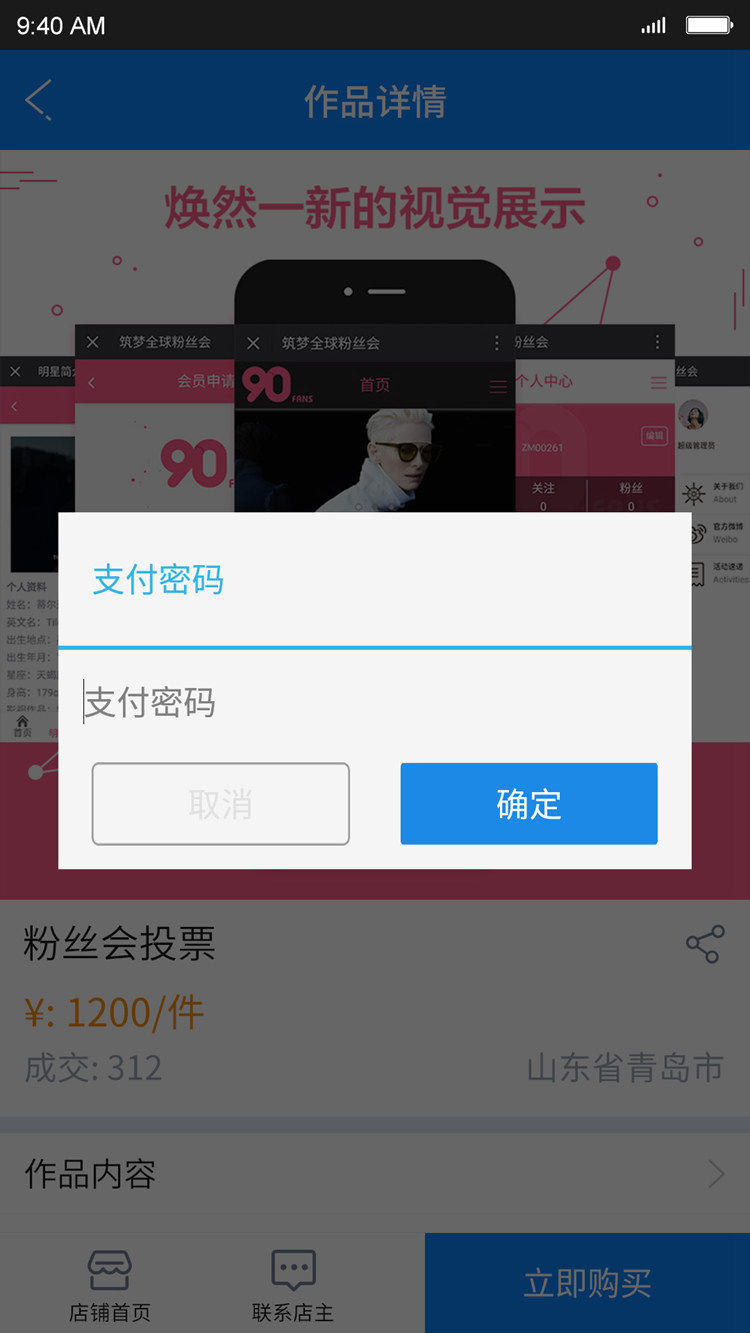 9:40 AM
作品详情
焕然一新的视觉展示
筑梦全球粉丝会
筑梦全球粉丝会
粉丝会
丝会
明星简
会员申请
90
FANS
首页
个人中心
90
ZM00261
编辑
超级管理员
关注
粉丝
0
0
关于我们
About
官方微博
Weibo
活动速递
Activities
个人资料
姓名：
英文名：
出生地点：
出生年月：
星座：天蝎
身高：179c
首页
支付密码
支付密码
取消
确定
粉丝会投票
¥: 1200/件
成交: 312
山东省青岛市
作品内容
店铺首页
联系店主
立即购买